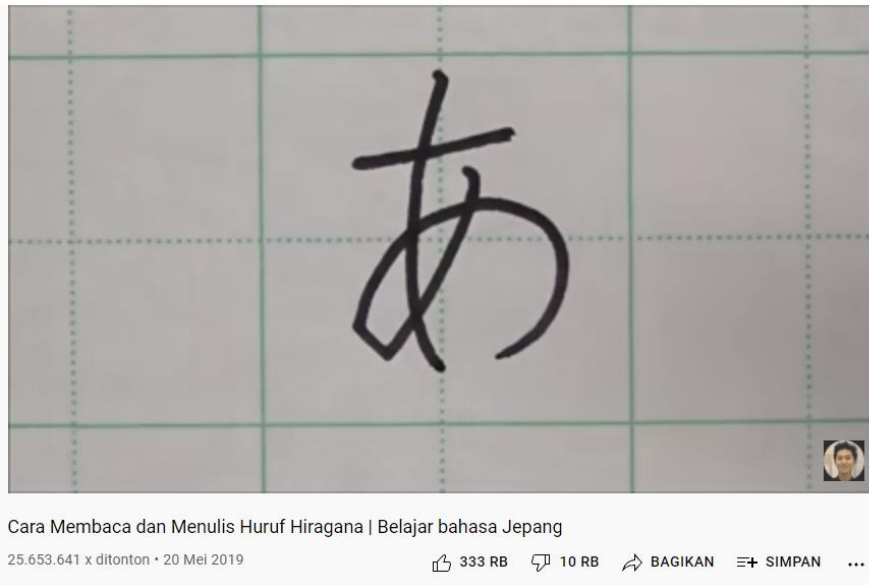 あ
Cara Membaca dan Menulis Huruf Hiragana | Belajar bahasa Jepang
25.653.641 x ditonton • 20 Mei 2019 333 RB 10 RB BAGIKAN SIMPAN